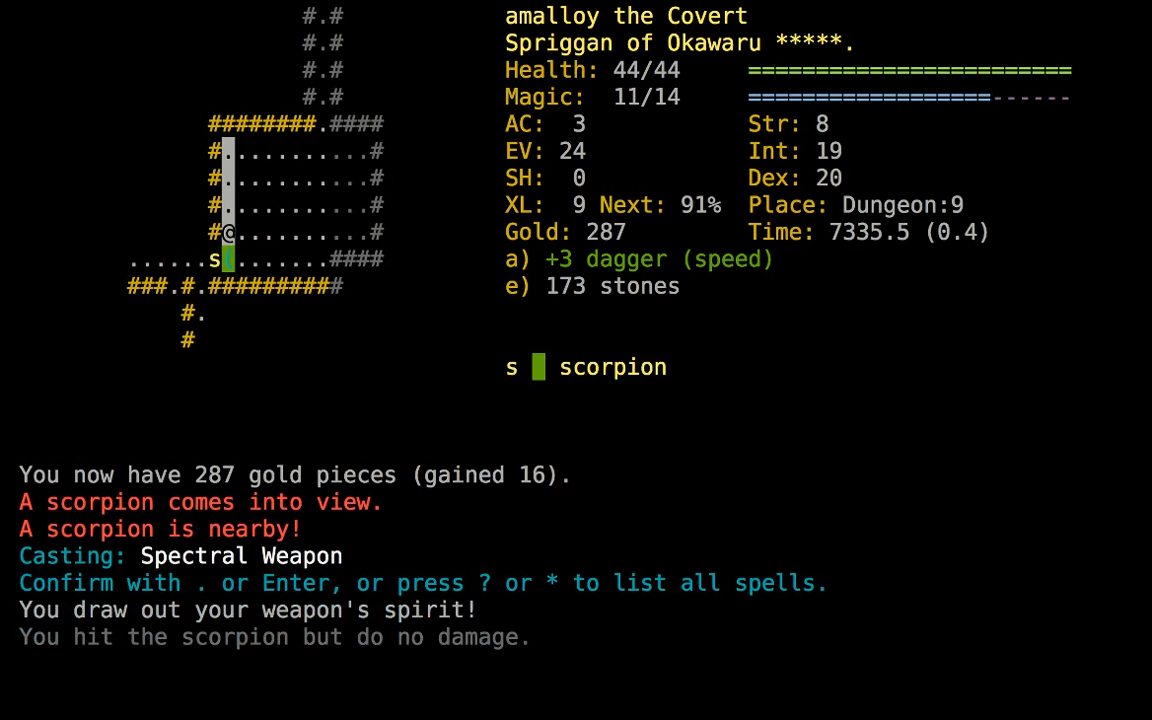 #.# amalloy the Covert
#.# Spriggan of Okawaru *****.
#.# Health: 44/44 ========================
#.# Magic: 11/14 ==================------
########.#### AC: 3 Str: 8
#...........# EV: 24 Int: 19
#...........# SH: 0 Dex: 20
#...........# XL: 9 Next: 91% Place: Dungeon:9
#@..........# Gold: 287 Time: 7335.5 (0.4)
......s(.......#### a) +3 dagger (speed)
###.#.########## e) 173 stones
#.
#
s scorpion
You now have 287 gold pieces (gained 16).
A scorpion comes into view.
A scorpion is nearby!
Casting: Spectral Weapon
Confirm with . or Enter, or press ? or * to list all spells.
You draw out your weapon's spirit!
You hit the scorpion but do no damage.